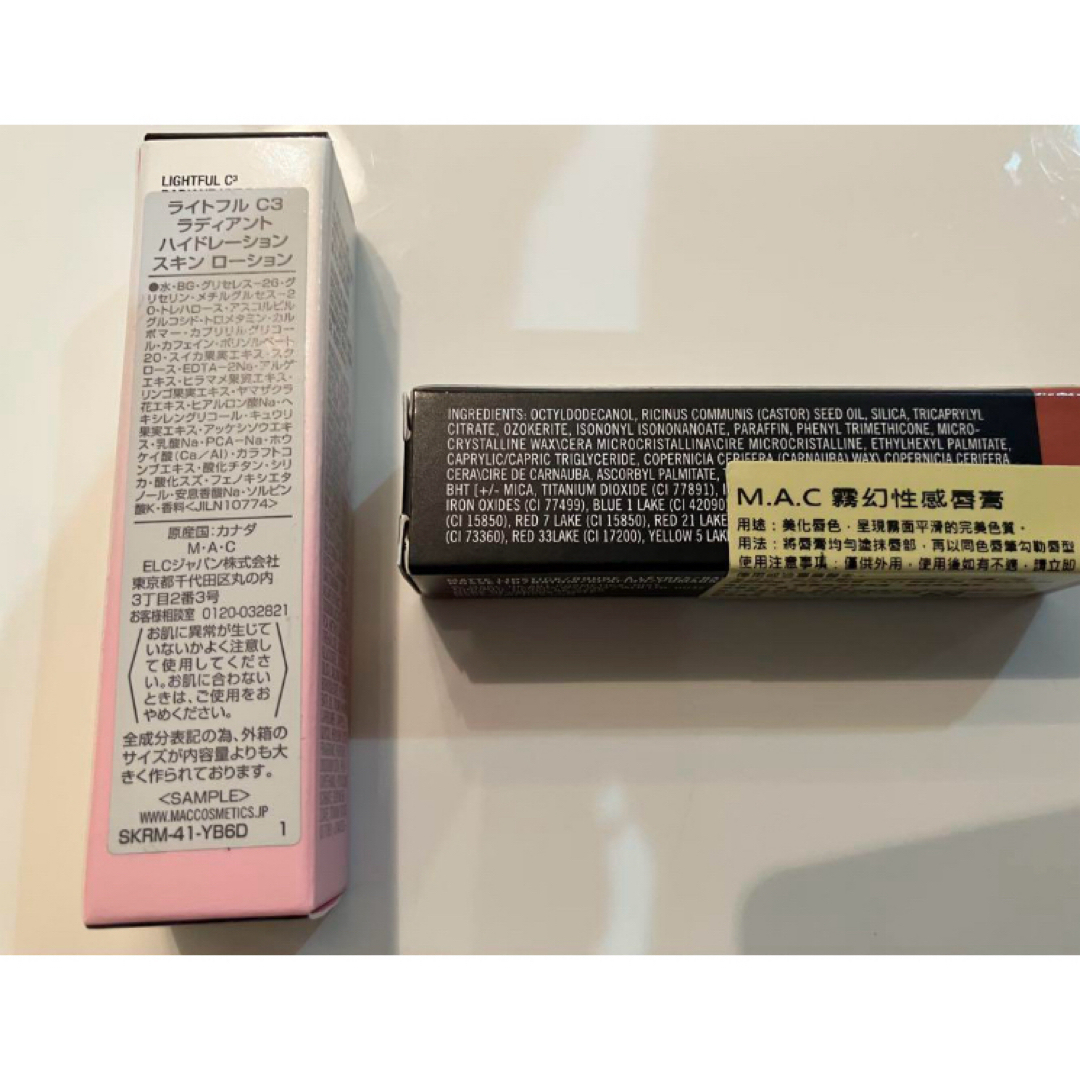 LIGHTFUL C³
ライトフル C3
ラディアント
ハイドレーション
スキン ローション
●水・BG・グリセレス-26・グ
リセリン・メチルグルセス-2
0・トレハロース・アスコルビル
グルコシド・トロメタミン・カル
ボマー・カプリリルグリコー
ル・カフェイン・ポリソルベート
20・スイカ果実エキス・スク
ロース・EDTA-2Na・アルゲ
エキス・ヒラマメ果実エキス・
リンゴ果実エキス・ヤマザクラ
花エキス・ヒアルロン酸Na・ヘ
キシレングリコール・キュウリ
果実エキス・アッケシソウエキ
ス・乳酸Na・PCA-Na・ホウ
ケイ酸(Ca/Al)・カラフトコ
ンブエキス・酸化チタン・シリ
カ・酸化スズ・フェノキシエタ
ノール・安息香酸Na・ソルビン
酸K・香料<JILN10774>
原産国:カナダ
M・A・C
ELCジャパン株式会社
東京都千代田区丸の内
3丁目2番3号
お客様相談室 0120-032821
お肌に異常が生じて
いないかよく注意し
て使用してくださ
い。お肌に合わない
ときは、ご使用をお
やめください。
全成分表記の為、外箱の
サイズが内容量よりも大
きく作られております。
<SAMPLE>
WWW.MACCOSMETICS.JP
SKRM-41-YB6D 1
INGREDIENTS: OCTYLDODECANOL, RICINUS COMMUNIS (CASTOR) SEED OIL, SILICA, TRICAPRYLYL
CITRATE, OZOKERITE, ISONONYL ISONONANOATE, PARAFFIN, PHENYL TRIMETHICONE, MICRO-
CRYSTALLINE WAX\CERA MICROCRISTALLINA\CIRE MICROCRISTALLINE, ETHYLHEXYL PALMITATE,
CAPRYLIC/CAPRIC TRIGLYCERIDE, COPERNICIA CERIFERA (CARNAUBA) WAX\ COPERNICIA CERIFERA
CERA\CIRE DE CARNAUBA, ASCORBYL PALMITATE,
BHT [+/- MICA, TITANIUM DIOXIDE (CI 77891),
IRON OXIDES (CI 77499), BLUE 1 LAKE (CI 42090)
(CI 15850), RED 7 LAKE (CI 15850), RED 21 LAKE
(CI 73360), RED 33LAKE (CI 17200), YELLOW 5 LAK
M.A.C 霧幻性感唇膏
用途：美化唇色，呈現霧面平滑的完美色質。
用法：將唇膏均勻塗抹唇部，再以同色唇筆勾勒唇型
使用注意事項：僅供外用，使用後如有不適，請立即